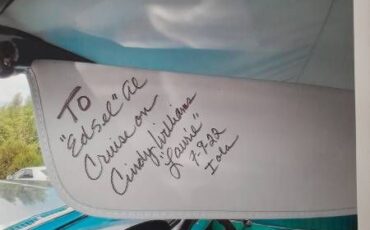 To
"Edsel" Al
Cruise on
Cindy Williams
"Laurie"
7-9-22
Iola